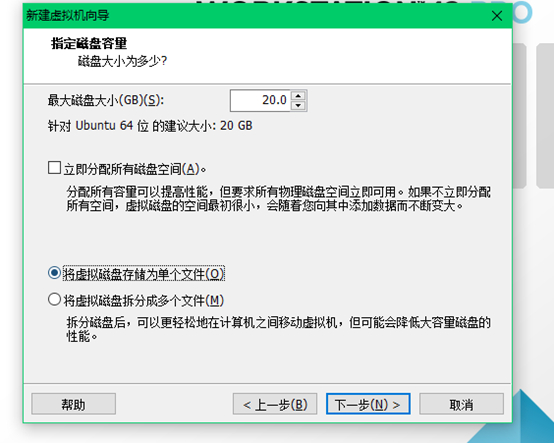 WORKSTATION 15 PRO
新建虚拟机向导
指定磁盘容量
磁盘大小为多少?
最大磁盘大小(GB)(S): 20.0
针对 Ubuntu 64 位 的建议大小: 20 GB
立即分配所有磁盘空间(A)。
分配所有容量可以提高性能，但要求所有物理磁盘空间立即可用。如果不立即分配
所有空间，虚拟磁盘的空间最初很小，会随着您向其中添加数据而不断变大。
将虚拟磁盘存储为单个文件(O)
将虚拟磁盘拆分成多个文件(M)
拆分磁盘后，可以更轻松地在计算机之间移动虚拟机，但可能会降低大容量磁盘的
性能。
帮助 < 上一步(B) 下一步(N) > 取消